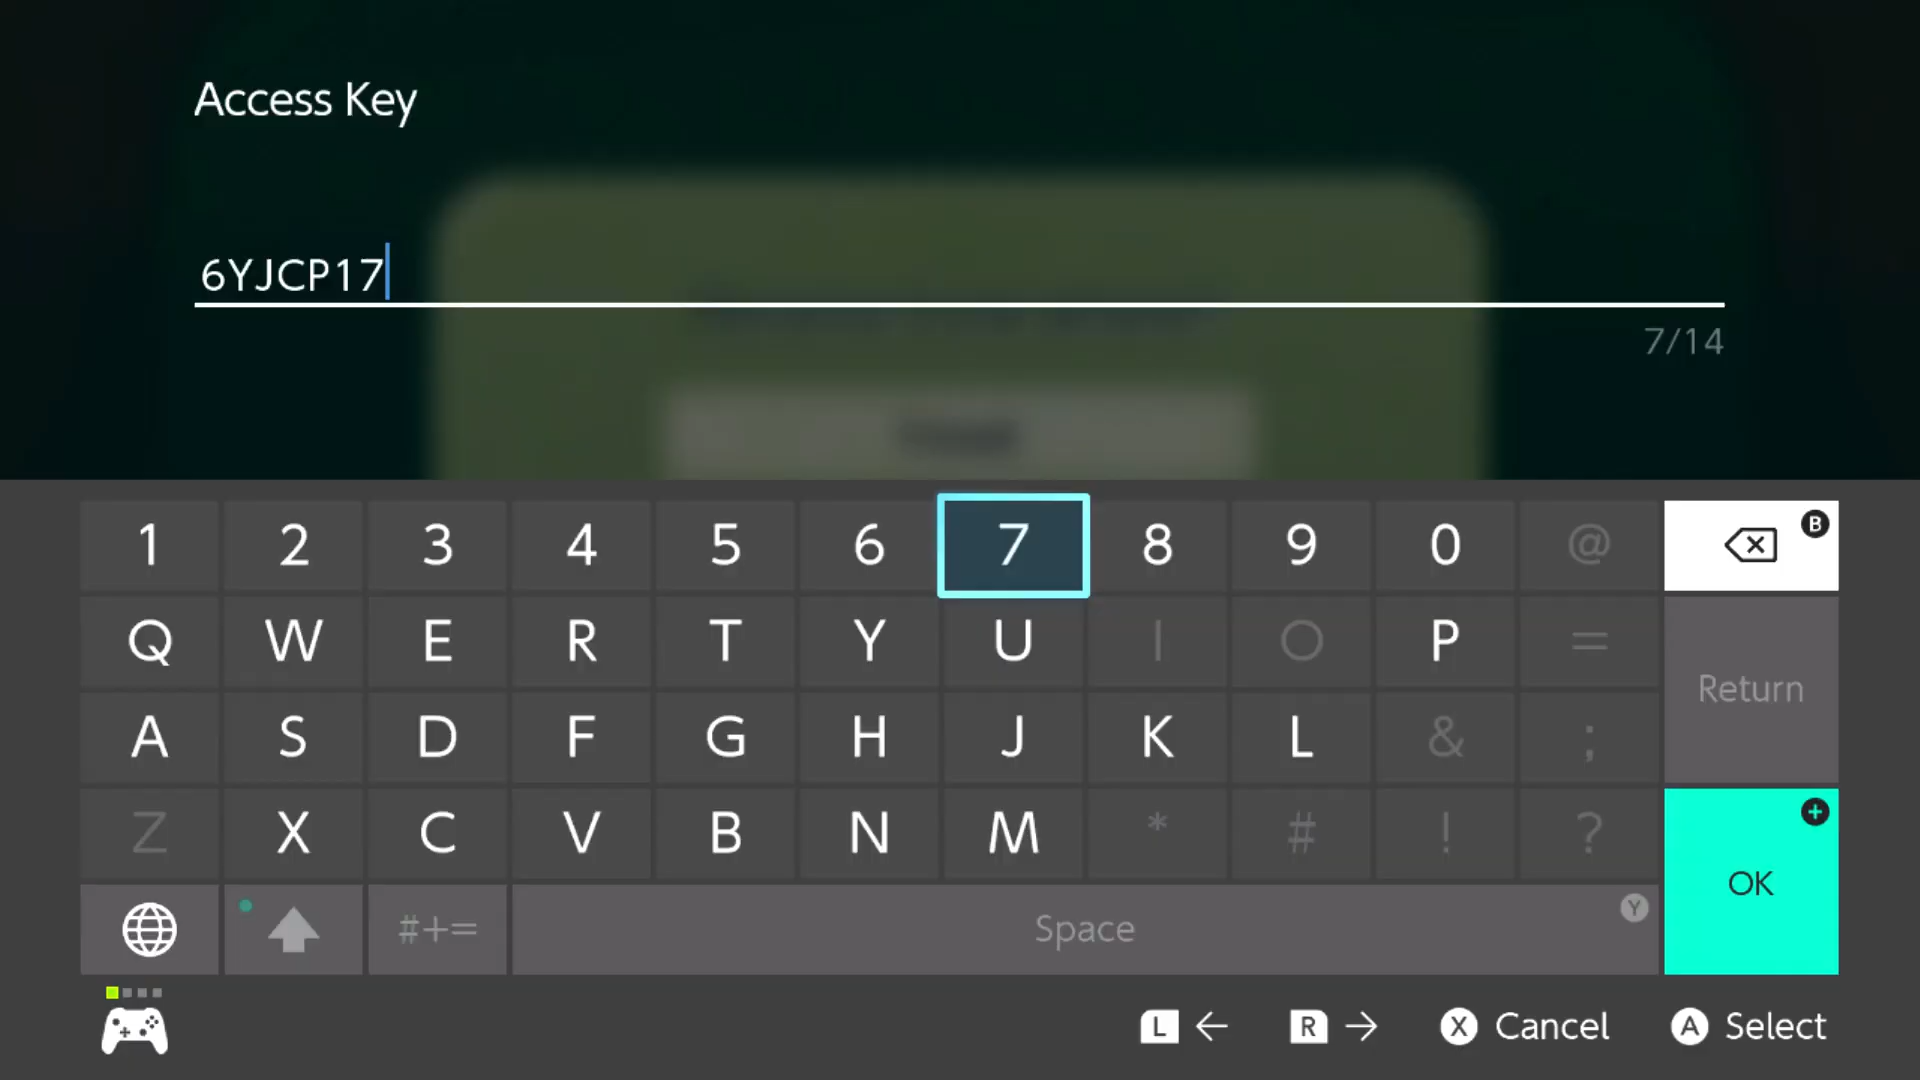 Access Key
6YJCP17
7/14
1 2 3 4 5 6 7 8 9 0 @ B
Q W E R T Y U I O P =
Return
A S D F G H J K L & ;
Z X C V B N M * # ! ?
OK
#+= Space Y
L ← R → X Cancel A Select